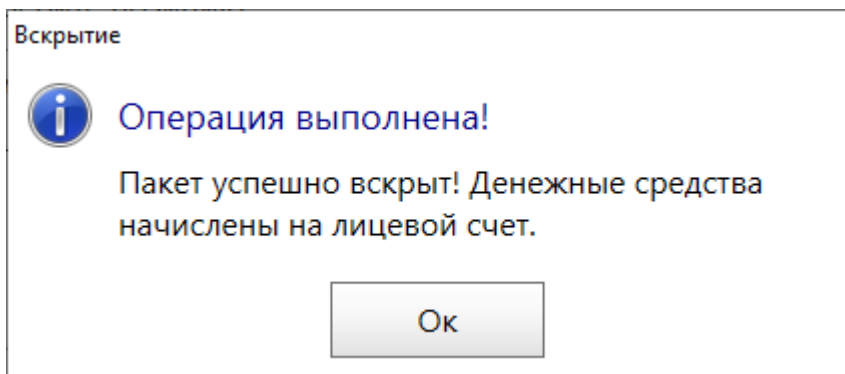 Вскрытие
Операция выполнена!
Пакет успешно вскрыт! Денежные средства
начислены на лицевой счет.
Ок